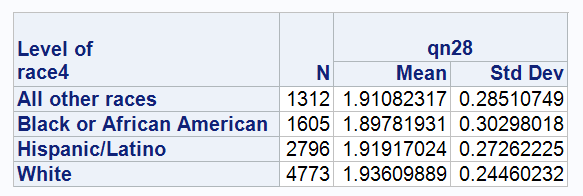 Level of race4 N qn28
Mean Std Dev
All other races 1312 1.91082317 0.28510749
Black or African American 1605 1.89781931 0.30298018
Hispanic/Latino 2796 1.91917024 0.27262225
White 4773 1.93609889 0.24460232